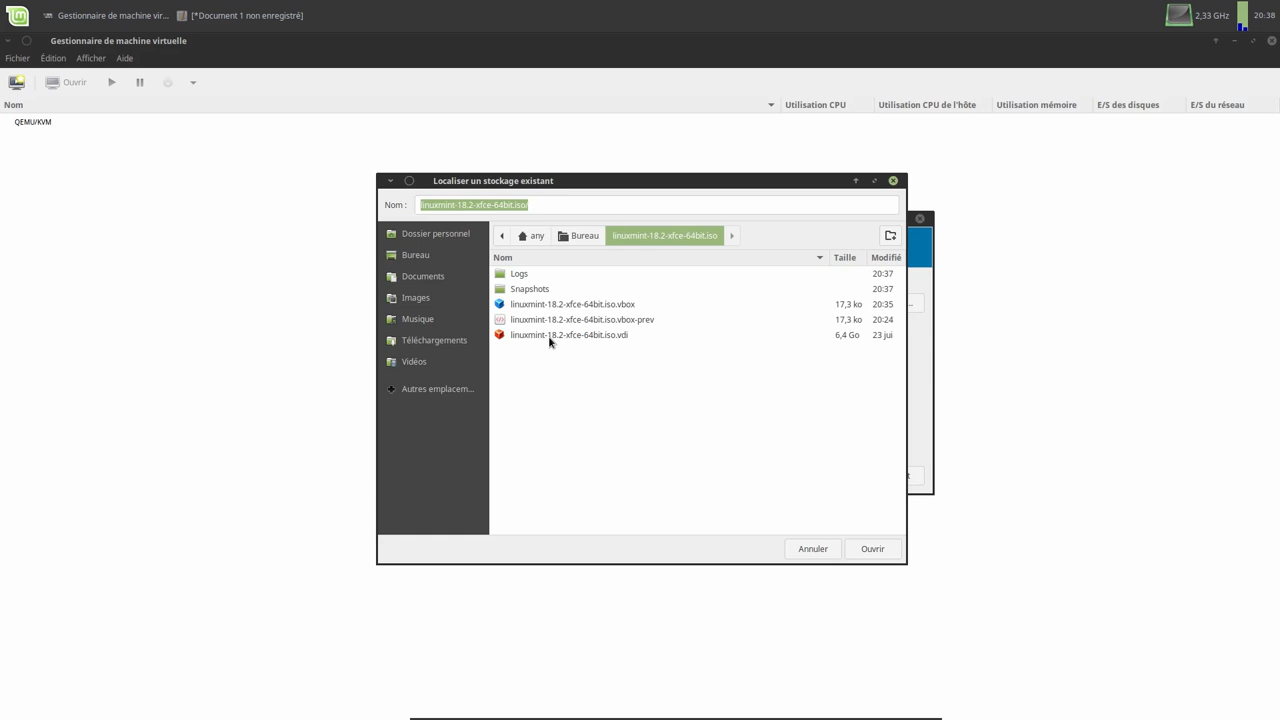 Gestionnaire de machine vir... [*Document 1 non enregistré] 2,33 GHz 20:38
Gestionnaire de machine virtuelle
Fichier Édition Afficher Aide
Ouvrir
Nom Utilisation CPU Utilisation CPU de l'hôte Utilisation mémoire E/S des disques E/S du réseau
QEMU/KVM
Localiser un stockage existant
Nom : linuxmint-18.2-xfce-64bit.iso/
Dossier personnel
Bureau
Documents
Images
Musique
Téléchargements
Vidéos
Autres emplacem...
any Bureau linuxmint-18.2-xfce-64bit.iso
Nom Taille Modifié
Logs 20:37
Snapshots 20:37
linuxmint-18.2-xfce-64bit.iso.vbox 17,3 ko 20:35
linuxmint-18.2-xfce-64bit.iso.vbox-prev 17,3 ko 20:24
linuxmint-18.2-xfce-64bit.iso.vdi 6,4 Go 23 jui
Annuler Ouvrir